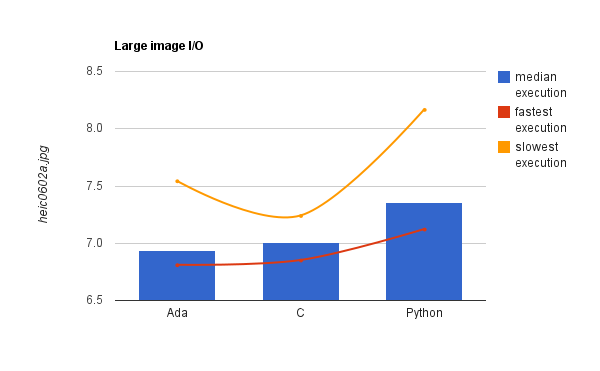 Large image I/O
8.5
8.0
7.5
7.0
6.5
heic0602a.jpg
Ada
C
Python
median
execution
fastest
execution
slowest
execution